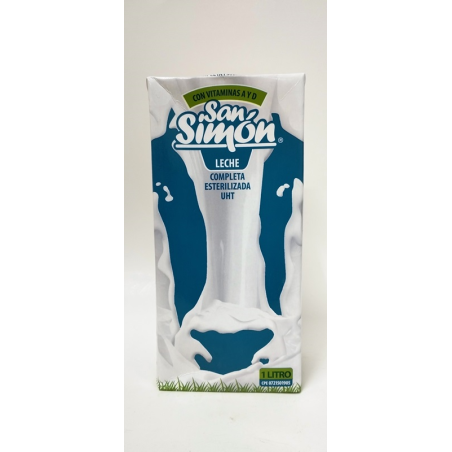 CON VITAMINAS A Y D
San
Simón®
LECHE
COMPLETA
ESTERILIZADA
UHT
1 LITRO